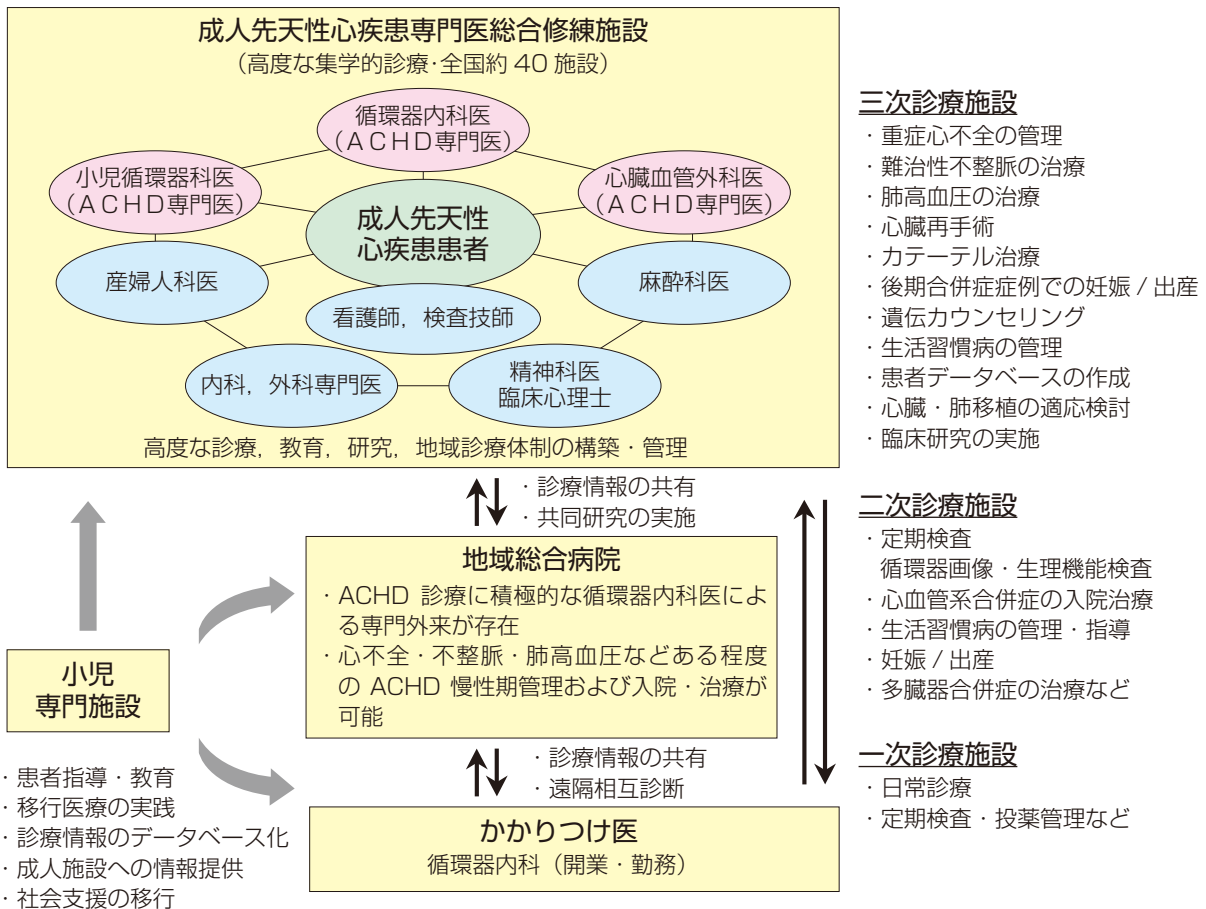 成人先天性心疾患専門医総合修練施設
（高度な集学的診療・全国約 40 施設）
循環器内科医
（ACHD専門医）
小児循環器科医
（ACHD専門医）
心臓血管外科医
（ACHD専門医）
成人先天性
心疾患患者
産婦人科医
麻酔科医
看護師，検査技師
内科，外科専門医
精神科医
臨床心理士
高度な診療，教育，研究，地域診療体制の構築・管理
三次診療施設
・重症心不全の管理
・難治性不整脈の治療
・肺高血圧の治療
・心臓再手術
・カテーテル治療
・後期合併症症例での妊娠 / 出産
・遺伝カウンセリング
・生活習慣病の管理
・患者データベースの作成
・心臓・肺移植の適応検討
・臨床研究の実施
・診療情報の共有
・共同研究の実施
地域総合病院
・ACHD 診療に積極的な循環器内科医によ
る専門外来が存在
・心不全・不整脈・肺高血圧などある程度
の ACHD 慢性期管理および入院・治療が
可能
二次診療施設
・定期検査
循環器画像・生理機能検査
・心血管系合併症の入院治療
・生活習慣病の管理・指導
・妊娠 / 出産
・多臓器合併症の治療など
小児
専門施設
・患者指導・教育
・移行医療の実践
・診療情報のデータベース化
・成人施設への情報提供
・社会支援の移行
・診療情報の共有
・遠隔相互診断
かかりつけ医
循環器内科（開業・勤務）
一次診療施設
・日常診療
・定期検査・投薬管理など